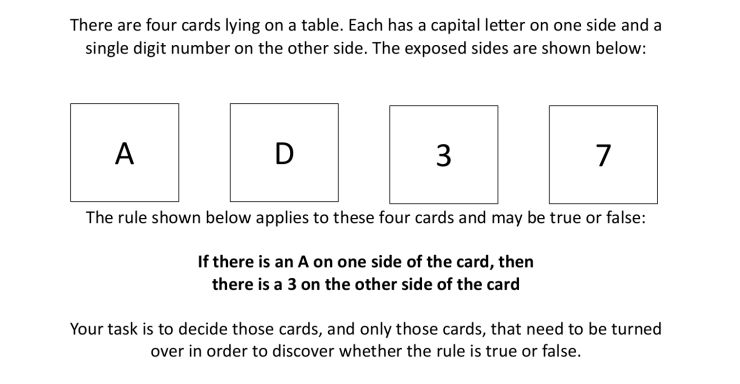 There are four cards lying on a table. Each has a capital letter on one side and a
single digit number on the other side. The exposed sides are shown below:
A D 3 7
The rule shown below applies to these four cards and may be true or false:
If there is an A on one side of the card, then
there is a 3 on the other side of the card
Your task is to decide those cards, and only those cards, that need to be turned
over in order to discover whether the rule is true or false.